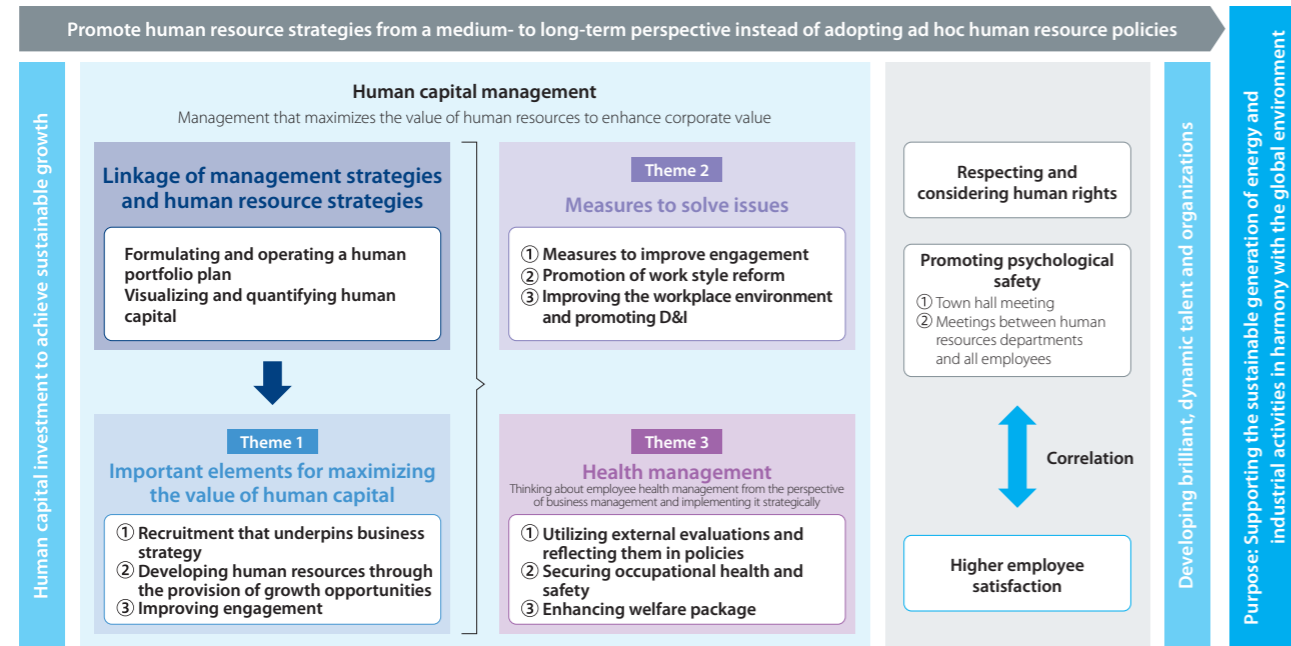 Promote human resource strategies from a medium- to long-term perspective instead of adopting ad hoc human resource policies
Human capital investment to achieve sustainable growth
Human capital management
Management that maximizes the value of human resources to enhance corporate value
Linkage of management strategies
and human resource strategies
Formulating and operating a human
portfolio plan
Visualizing and quantifying human
capital
Theme 1
Important elements for maximizing
the value of human capital
① Recruitment that underpins business
strategy
② Developing human resources through
the provision of growth opportunities
③ Improving engagement
Theme 2
Measures to solve issues
① Measures to improve engagement
② Promotion of work style reform
③ Improving the workplace environment
and promoting D&I
Theme 3
Health management
Thinking about employee health management from the perspective
of business management and implementing it strategically
① Utilizing external evaluations and
reflecting them in policies
② Securing occupational health and
safety
③ Enhancing welfare package
Respecting and
considering human rights
Promoting psychological
safety
① Town hall meeting
② Meetings between human
resources departments
and all employees
Correlation
Higher employee
satisfaction
Developing brilliant, dynamic talent and organizations
Purpose: Supporting the sustainable generation of energy and
industrial activities in harmony with the global environment